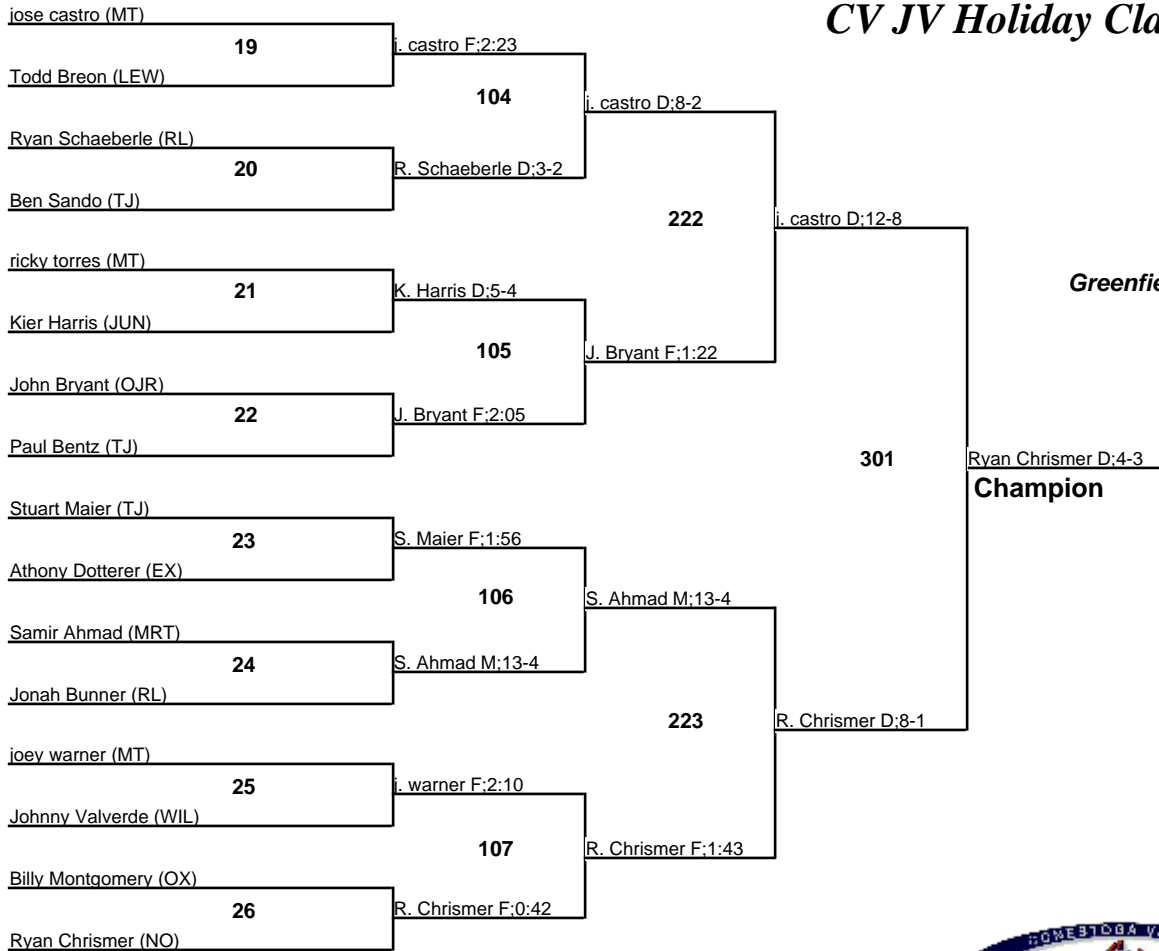 CV JV Holiday Cla
jose castro (MT)
19
j. castro F;2:23
Todd Breon (LEW)
104
j. castro D;8-2
Ryan Schaeberle (RL)
20
R. Schaeberle D;3-2
Ben Sando (TJ)
222
j. castro D;12-8
ricky torres (MT)
21
K. Harris D;5-4
Greenfie
Kier Harris (JUN)
105
J. Bryant F;1:22
John Bryant (OJR)
22
J. Bryant F;2:05
Paul Bentz (TJ)
301
Ryan Chrismer D;4-3
Champion
Stuart Maier (TJ)
23
S. Maier F;1:56
Athony Dotterer (EX)
106
S. Ahmad M;13-4
Samir Ahmad (MRT)
24
S. Ahmad M;13-4
Jonah Bunner (RL)
223
R. Chrismer D;8-1
joey warner (MT)
25
j. warner F;2:10
Johnny Valverde (WIL)
107
R. Chrismer F;1:43
Billy Montgomery (OX)
26
R. Chrismer F;0:42
Ryan Chrismer (NO)